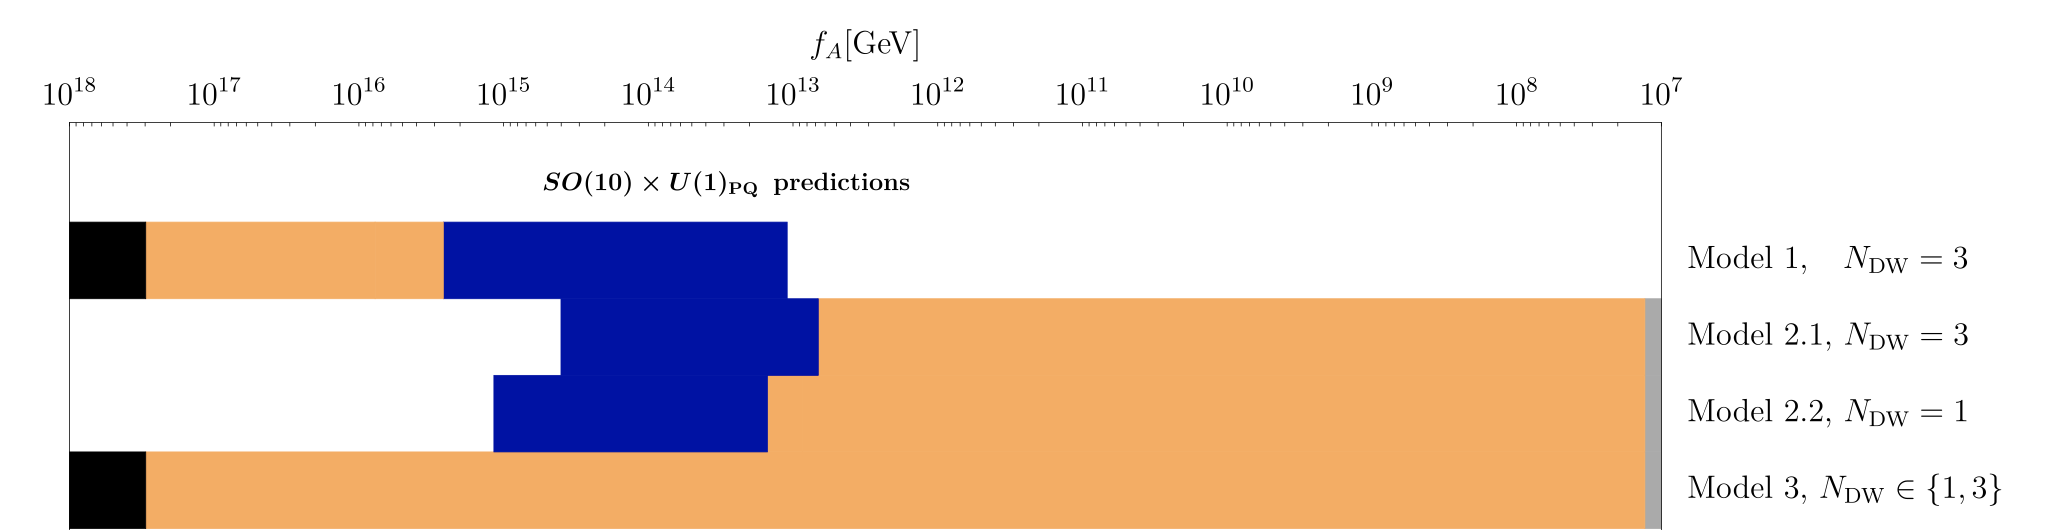 f_A[GeV]
10^18 10^17 10^16 10^15 10^14 10^13 10^12 10^11 10^10 10^9 10^8 10^7
SO(10) × U(1)_PQ predictions
Model 1, N_DW = 3
Model 2.1, N_DW = 3
Model 2.2, N_DW = 1
Model 3, N_DW ∈ {1, 3}